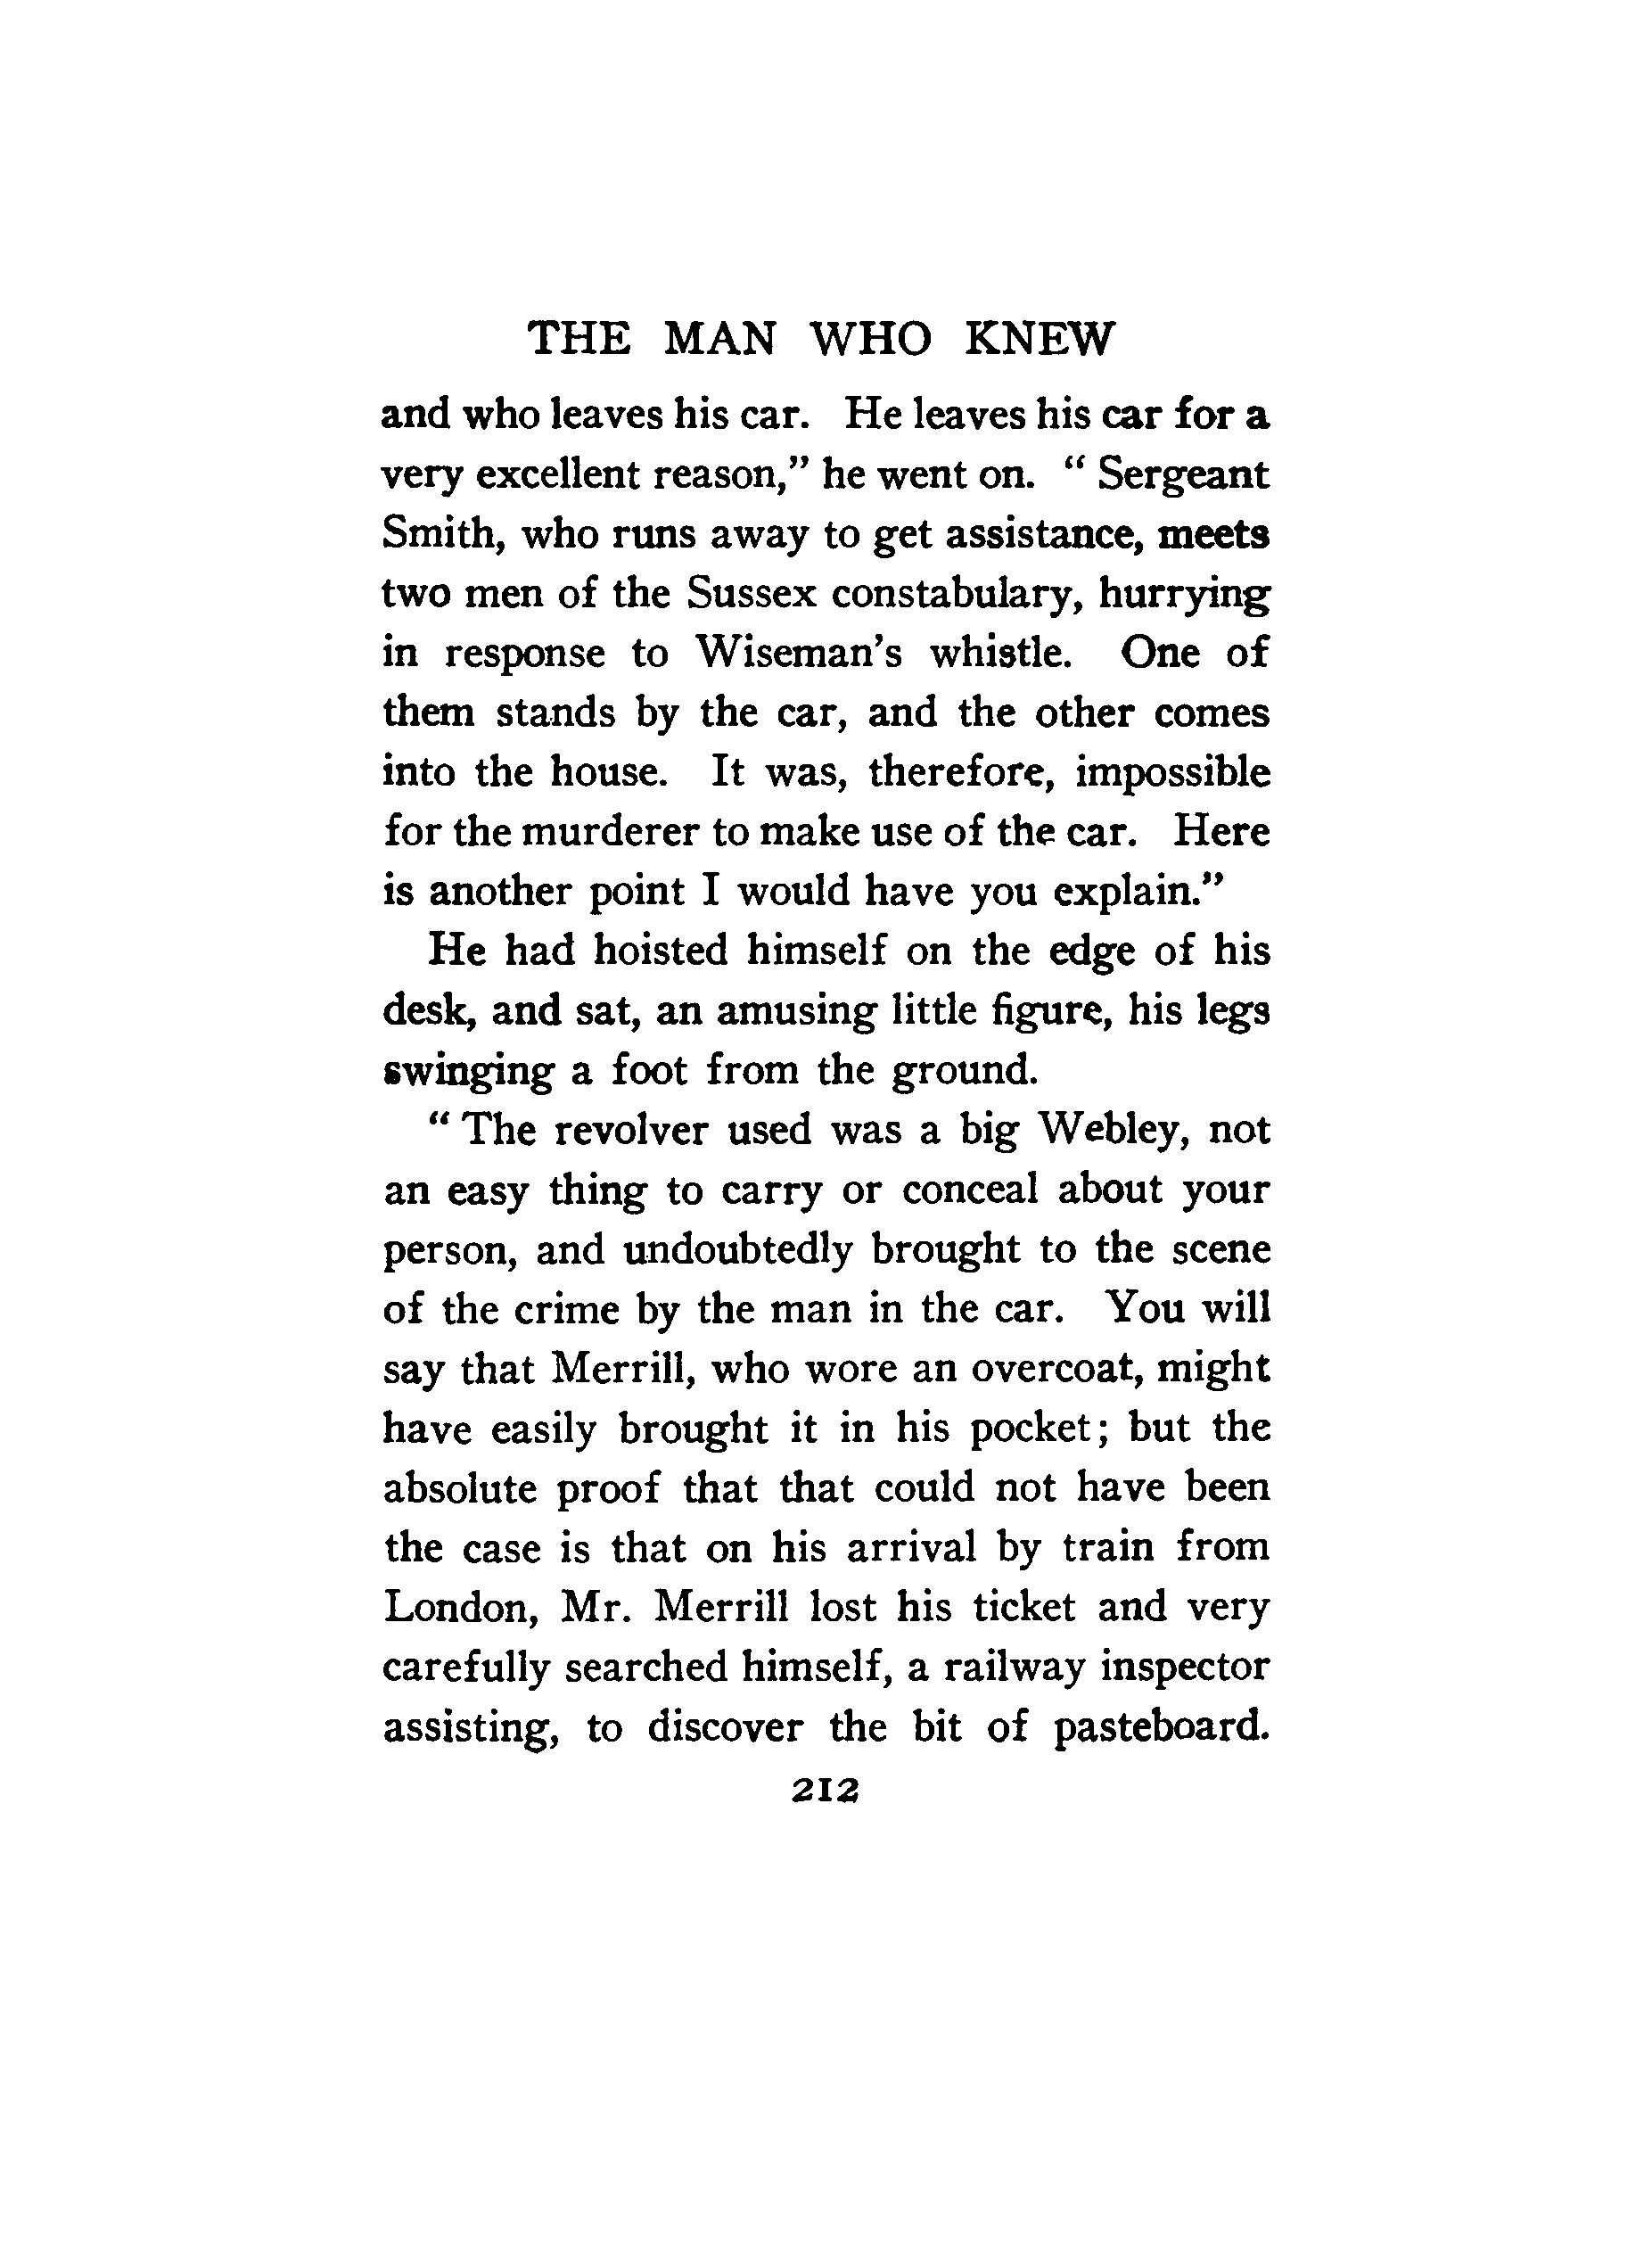 THE MAN WHO KNEW
and who leaves his car. He leaves his car for a
very excellent reason,” he went on. “ Sergeant
Smith, who runs away to get assistance, meets
two men of the Sussex constabulary, hurrying
in response to Wiseman’s whistle. One of
them stands by the car, and the other comes
into the house. It was, therefore, impossible
for the murderer to make use of the car. Here
is another point I would have you explain.”
He had hoisted himself on the edge of his
desk, and sat, an amusing little figure, his legs
swinging a foot from the ground.
“ The revolver used was a big Webley, not
an easy thing to carry or conceal about your
person, and undoubtedly brought to the scene
of the crime by the man in the car. You will
say that Merrill, who wore an overcoat, might
have easily brought it in his pocket; but the
absolute proof that that could not have been
the case is that on his arrival by train from
London, Mr. Merrill lost his ticket and very
carefully searched himself, a railway inspector
assisting, to discover the bit of pasteboard.
212